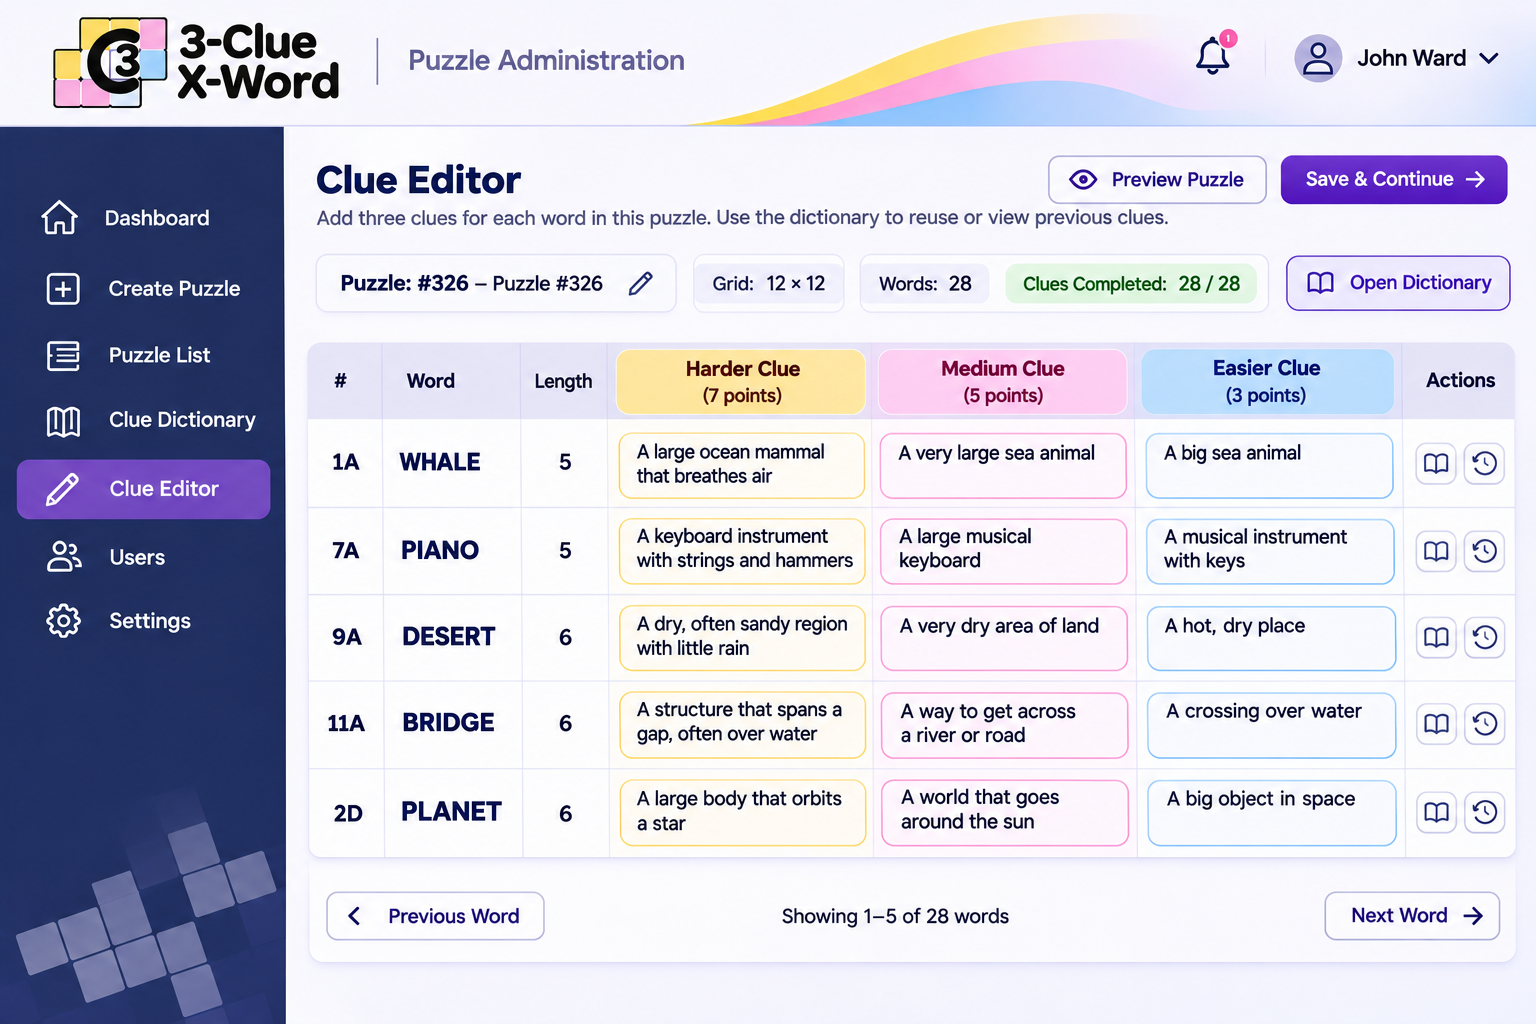 C3
3-Clue
X-Word
Puzzle Administration
1
John Ward
Dashboard
Create Puzzle
Puzzle List
Clue Dictionary
Clue Editor
Users
Settings
Clue Editor
Add three clues for each word in this puzzle. Use the dictionary to reuse or view previous clues.
Preview Puzzle
Save & Continue →
Puzzle: #326 – Puzzle #326
Grid: 12 × 12
Words: 28
Clues Completed: 28 / 28
Open Dictionary
# Word Length Harder Clue (7 points) Medium Clue (5 points) Easier Clue (3 points) Actions
1A WHALE 5
A large ocean mammal
that breathes air
A very large sea animal
A big sea animal
7A PIANO 5
A keyboard instrument
with strings and hammers
A large musical
keyboard
A musical instrument
with keys
9A DESERT 6
A dry, often sandy region
with little rain
A very dry area of land
A hot, dry place
11A BRIDGE 6
A structure that spans a
gap, often over water
A way to get across
a river or road
A crossing over water
2D PLANET 6
A large body that orbits
a star
A world that goes
around the sun
A big object in space
Previous Word
Showing 1–5 of 28 words
Next Word →